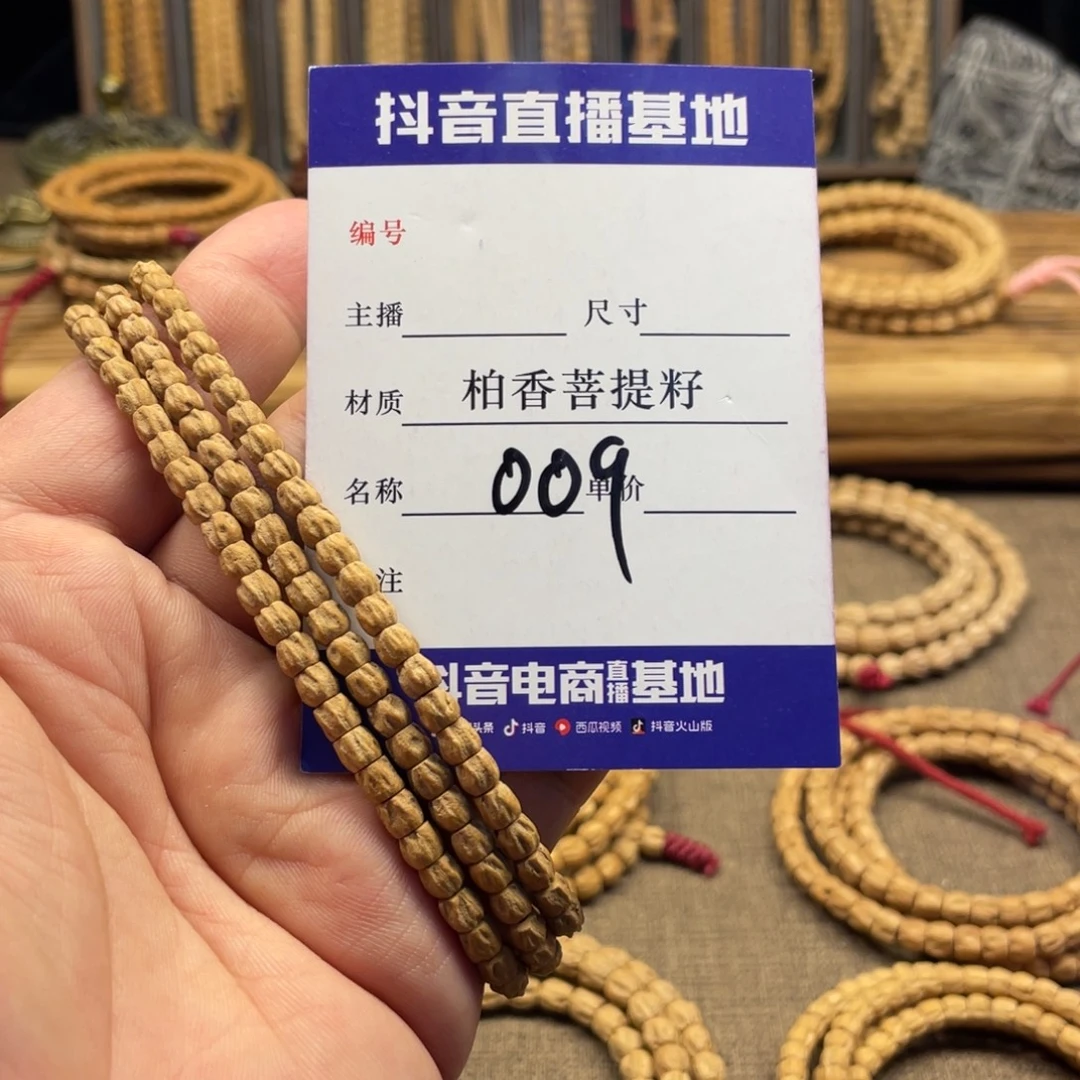 抖音直播基地
编号
主播 尺寸
材质 柏香菩提籽
名称 009 单价
注
抖音电商直播基地
头条 抖音 西瓜视频 抖音火山版